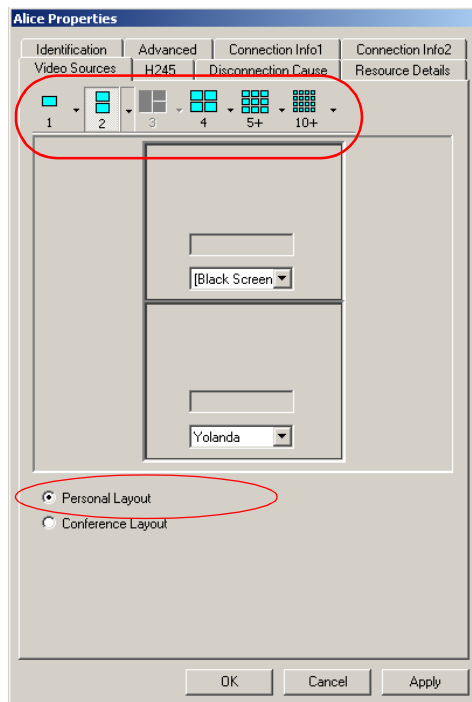 Alice Properties
Identification Advanced Connection Info1 Connection Info2
Video Sources H245 Disconnection Cause Resource Details
1 2 3 4 5+ 10+
[Black Screen
Yolanda
Personal Layout
Conference Layout
OK Cancel Apply